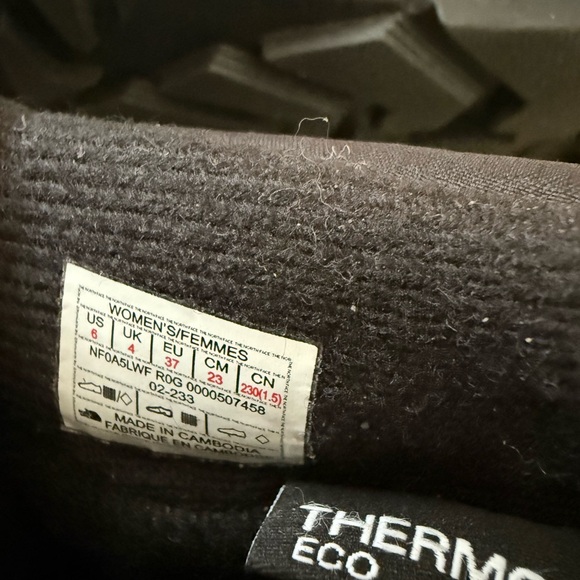 WOMEN'S/FEMMES
US UK EU CM CN
6 4 37 23 230(1.5)
NF0A5LWF R0G 0000507458
02-233
MADE IN CAMBODIA
FABRIQUE EN
THERMO
ECO